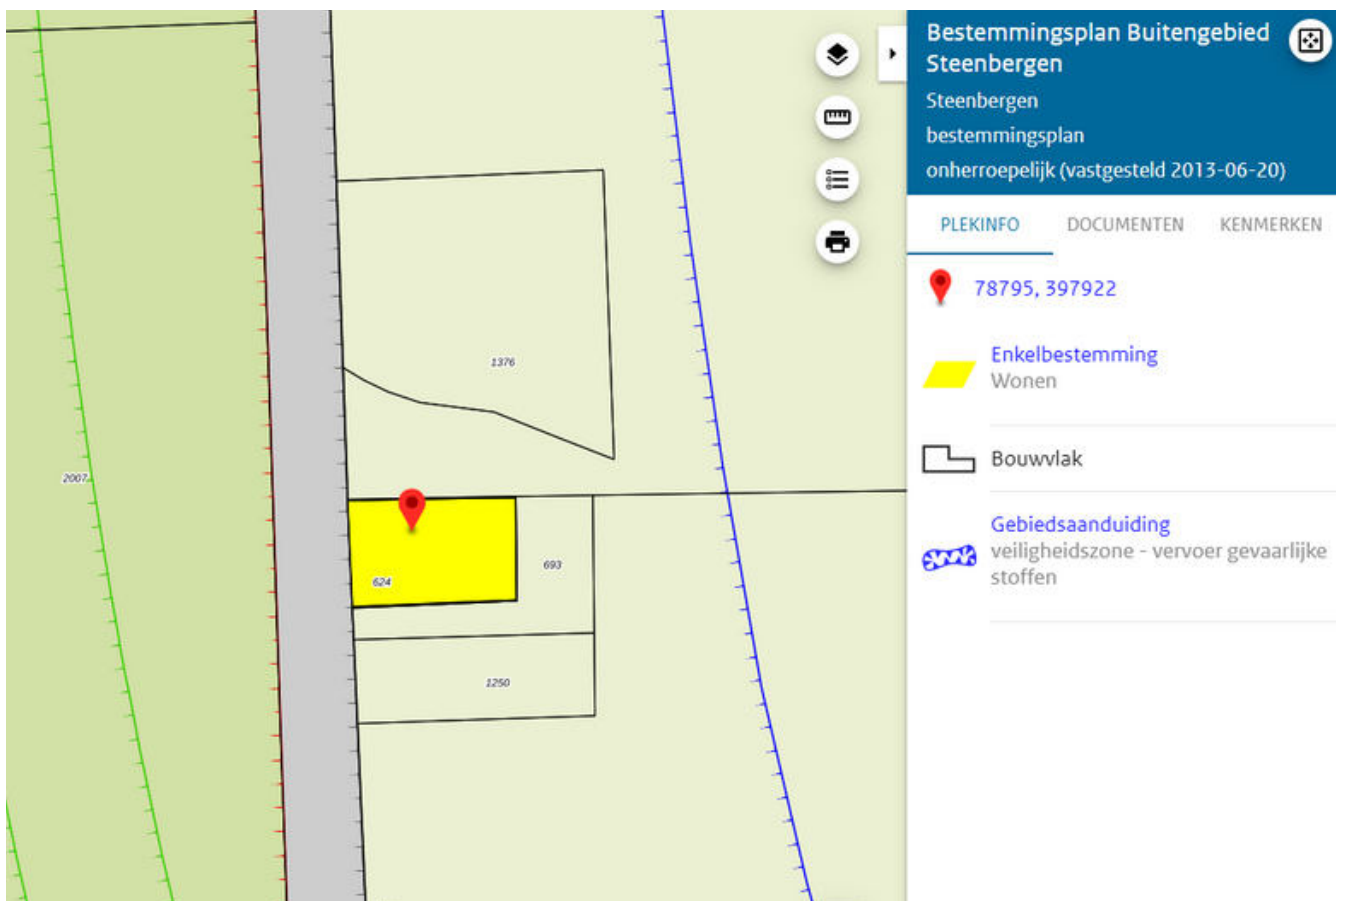 Bestemmingsplan Buitengebied
Steenbergen
Steenbergen
bestemmingsplan
onherroepelijk (vastgesteld 2013-06-20)
PLEKINFO DOCUMENTEN KENMERKEN
78795, 397922
Enkelbestemming
Wonen
Bouwvlak
Gebiedsaanduiding
veiligheidszone - vervoer gevaarlijke
stoffen
1376
2007
693
624
1250